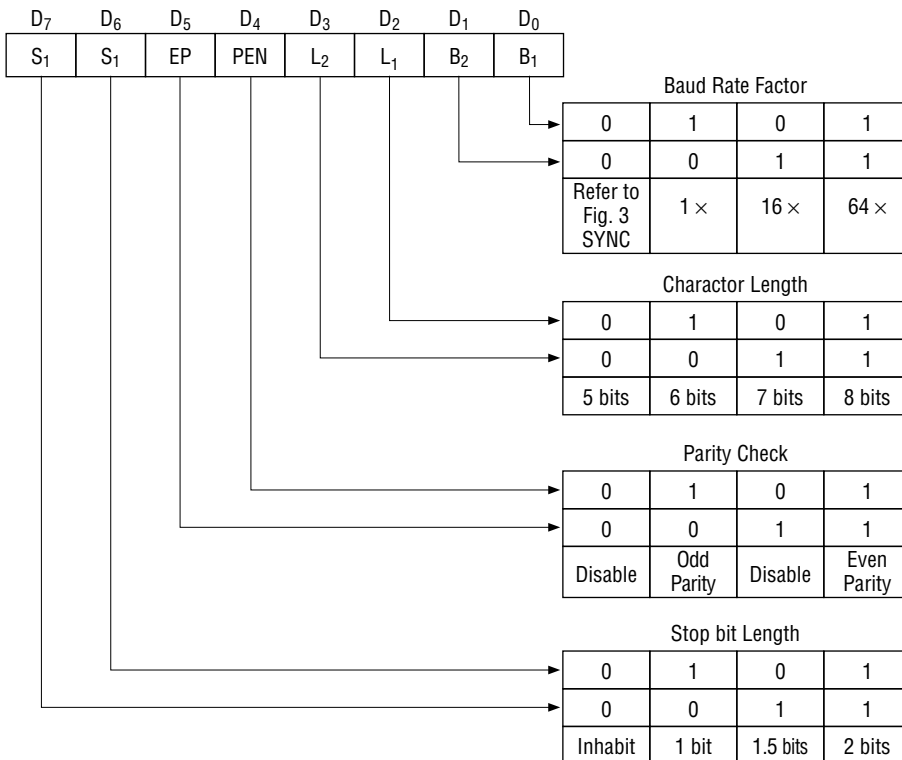 D₇ D₆ D₅ D₄ D₃ D₂ D₁ D₀
S₁ S₁ EP PEN L₂ L₁ B₂ B₁
Baud Rate Factor
0 1 0 1
0 0 1 1
Refer to Fig. 3 SYNC 1 × 16 × 64 ×
Charactor Length
0 1 0 1
0 0 1 1
5 bits 6 bits 7 bits 8 bits
Parity Check
0 1 0 1
0 0 1 1
Disable Odd Parity Disable Even Parity
Stop bit Length
0 1 0 1
0 0 1 1
Inhabit 1 bit 1.5 bits 2 bits